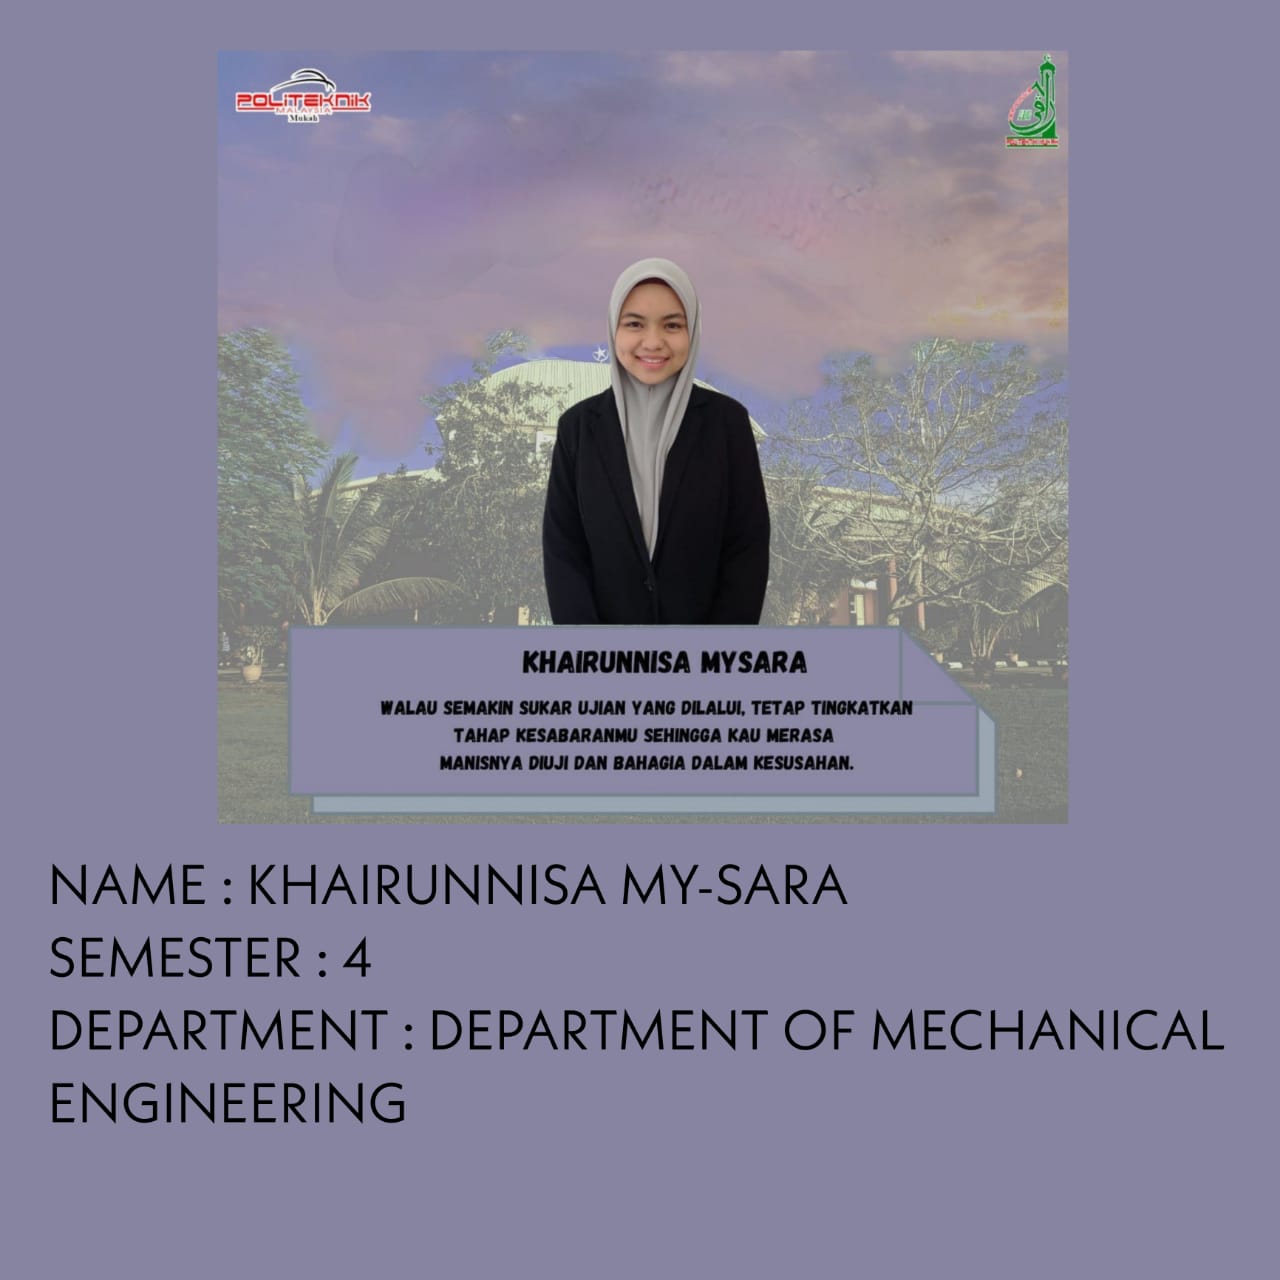 POLITEKNIK
MALAYSIA
Mukah
KHAIRUNNISA MYSARA
WALAU SEMAKIN SUKAR UJIAN YANG DILALUI, TETAP TINGKATKAN
TAHAP KESABARANMU SEHINGGA KAU MERASA
MANISNYA DIUJI DAN BAHAGIA DALAM KESUSAHAN.
NAME : KHAIRUNNISA MY-SARA
SEMESTER : 4
DEPARTMENT : DEPARTMENT OF MECHANICAL
ENGINEERING